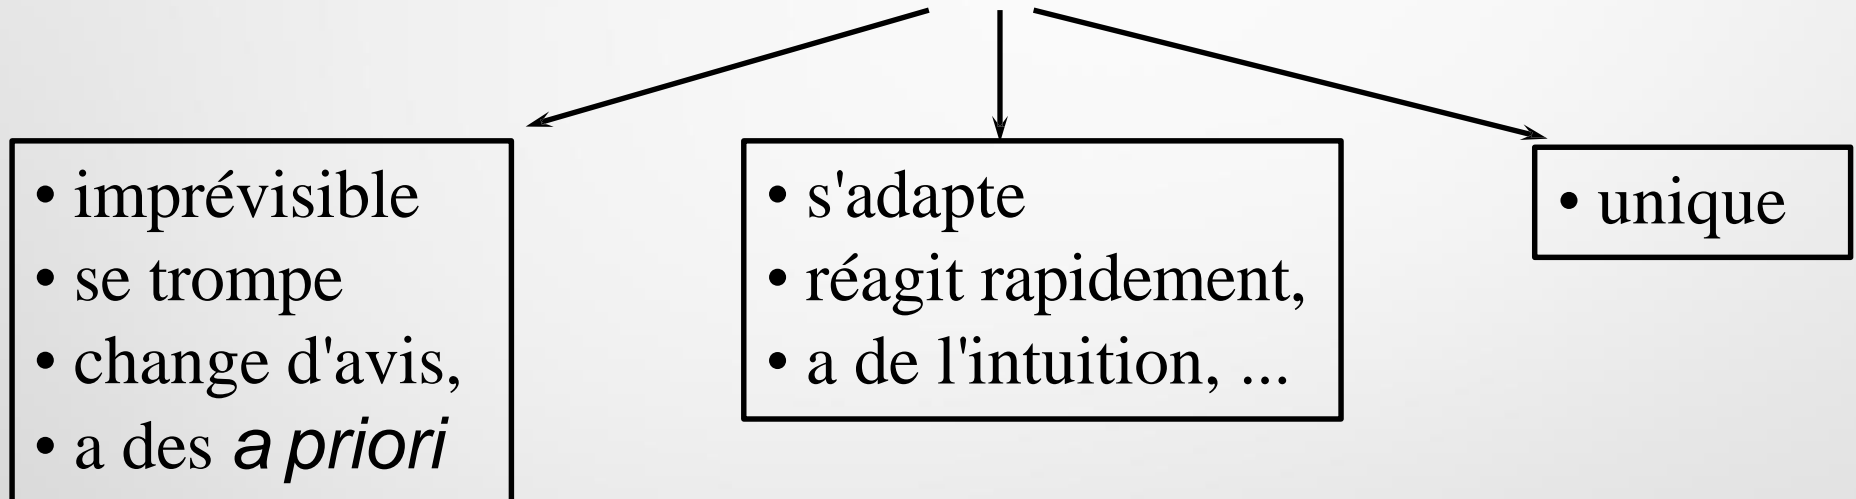 • imprévisible
• se trompe
• change d'avis,
• a des a priori
• s'adapte
• réagit rapidement,
• a de l'intuition, ...
• unique